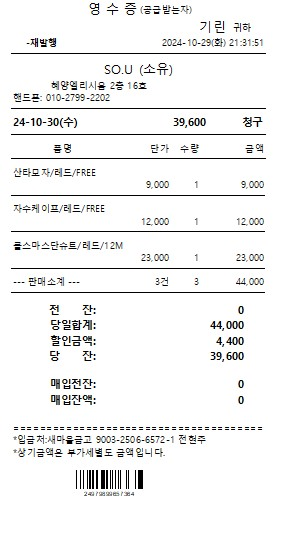 영 수 증 (공급받는자)
기 린 귀하
-재발행 2024-10-29(화) 21:31:51
SO.U (소유)
혜양엘리시움 2층 16호
핸드폰: 010-2799-2202
24-10-30(수) 39,600 청구
품명 단가 수량 금액
산타모자/레드/FREE
9,000 1 9,000
자수케이프/레드/FREE
12,000 1 12,000
룰스마스단슈트/레드/12M
23,000 1 23,000
--- 판매소계 --- 3건 3 44,000
전 잔: 0
당일합계: 44,000
할인금액: 4,400
당 잔: 39,600
매입전잔: 0
매입잔액: 0
======================================
*입금처:새마을금고 9003-2506-6572-1 전현주
*상기금액은 부가세별도 금액입니다.
24979899657364